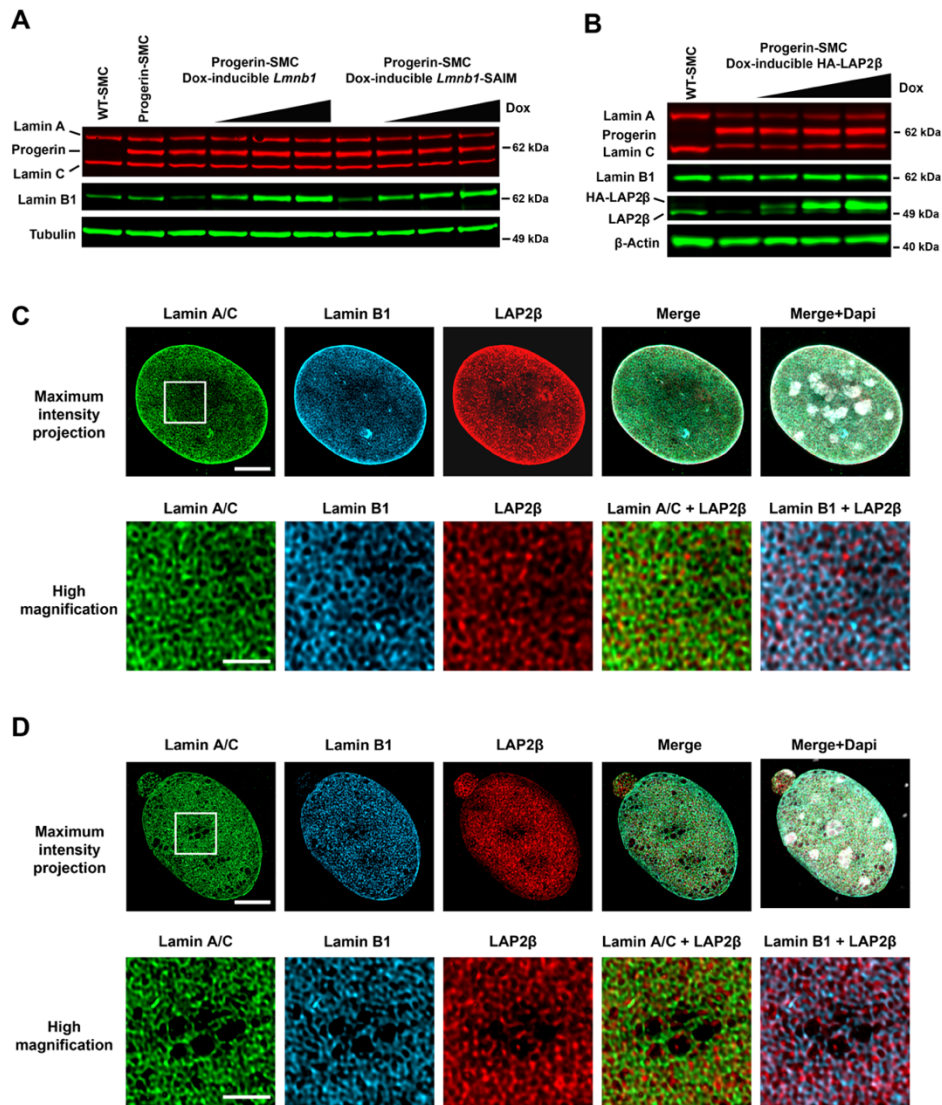 A
WT-SMC
Progerin-SMC
Progerin-SMC
Dox-inducible Lmnb1
Progerin-SMC
Dox-inducible Lmnb1-SAIM
Dox
Lamin A
Progerin
Lamin C
62 kDa
Lamin B1
62 kDa
Tubulin
49 kDa
B
WT-SMC
Progerin-SMC
Dox-inducible HA-LAP2β
Dox
Lamin A
Progerin
Lamin C
62 kDa
Lamin B1
62 kDa
HA-LAP2β
LAP2β
49 kDa
β-Actin
40 kDa
C
Lamin A/C
Lamin B1
LAP2β
Merge
Merge+Dapi
Maximum
intensity
projection
Lamin A/C
Lamin B1
LAP2β
Lamin A/C + LAP2β
Lamin B1 + LAP2β
High
magnification
D
Lamin A/C
Lamin B1
LAP2β
Merge
Merge+Dapi
Maximum
intensity
projection
Lamin A/C
Lamin B1
LAP2β
Lamin A/C + LAP2β
Lamin B1 + LAP2β
High
magnification